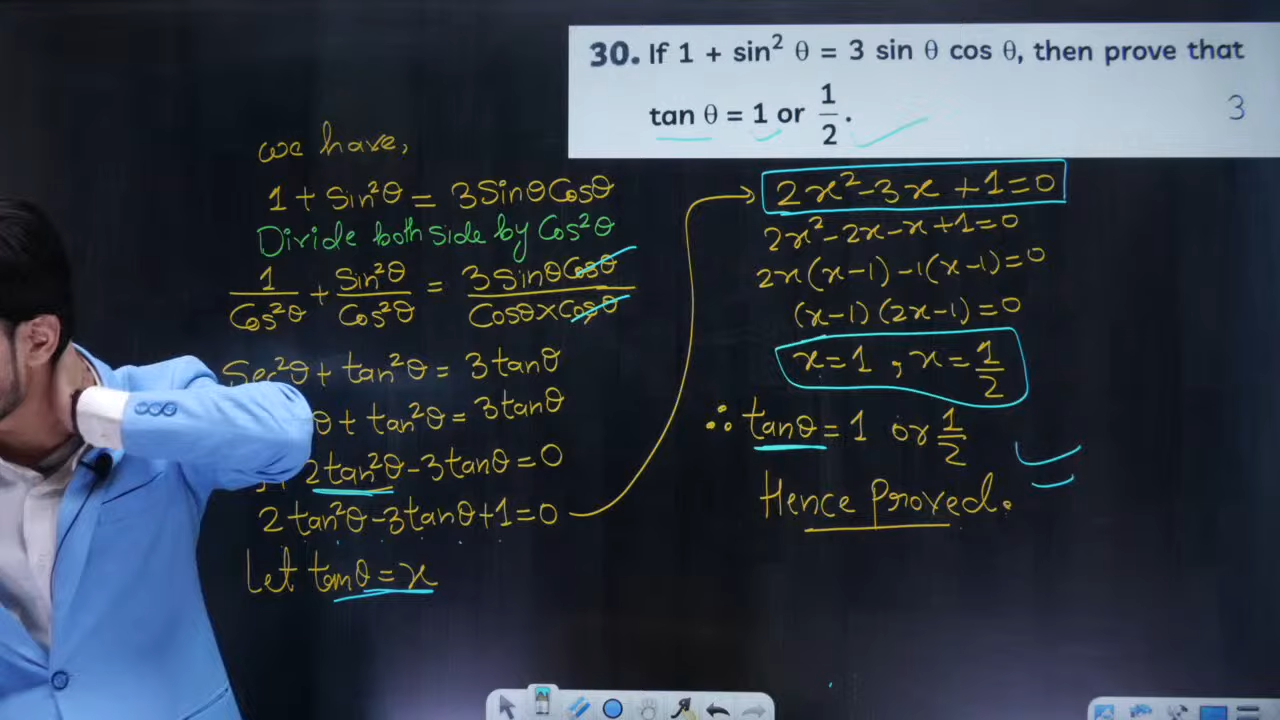 30. If 1 + sin² θ = 3 sin θ cos θ, then prove that
tan θ = 1 or 1/2.
3
we have,
1 + Sin²θ = 3SinθCosθ
Divide both side by Cos²θ
1/Cos²θ + Sin²θ/Cos²θ = 3SinθCosθ/Cosθ×Cosθ
Sec²θ + tan²θ = 3tanθ
θ + tan²θ = 3tanθ
2tan²θ - 3tanθ = 0
2tan²θ - 3tanθ + 1 = 0
Let tanθ = x
2x² - 3x + 1 = 0
2x² - 2x - x + 1 = 0
2x(x-1) - 1(x-1) = 0
(x-1)(2x-1) = 0
x = 1, x = 1/2
∴ tanθ = 1 or 1/2
Hence proved.